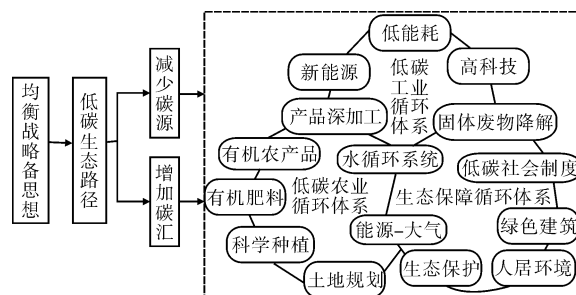 均衡战略备思想
低碳生态路径
减少碳源
增加碳汇
低能耗
新能源
高科技
低碳
工业
循环
体系
产品深加工
固体废物降解
有机农产品
水循环系统
低碳社会制度
有机肥料
低碳农业
循环体系
生态保障循环体系
科学种植
能源-大气
绿色建筑
土地规划
生态保护
人居环境